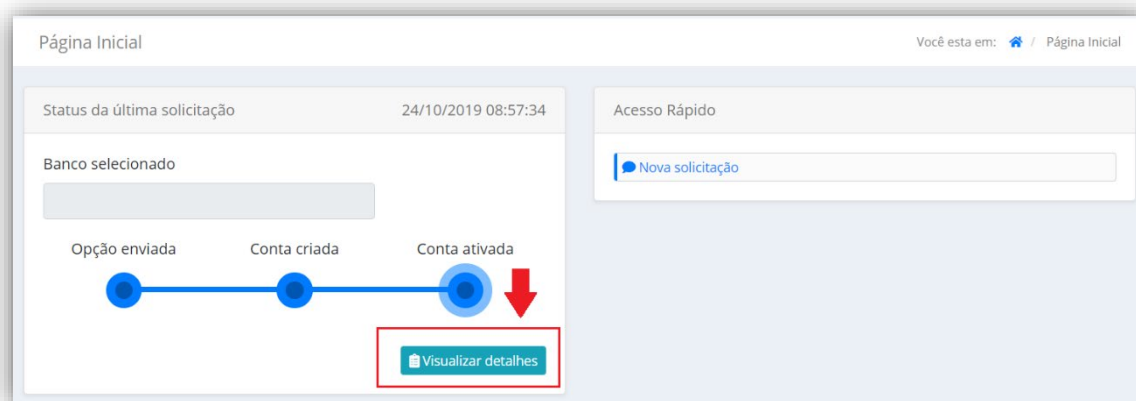 Página Inicial
Você esta em: / Página Inicial
Status da última solicitação 24/10/2019 08:57:34
Banco selecionado
Opção enviada Conta criada Conta ativada
Visualizar detalhes
Acesso Rápido
Nova solicitação